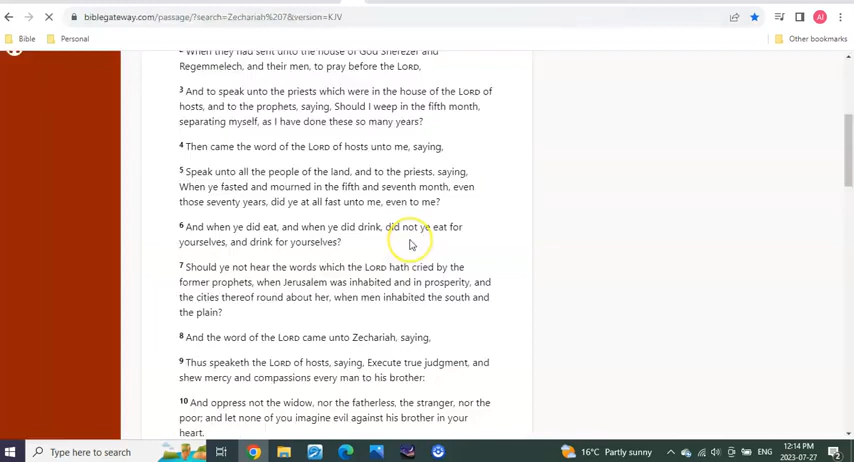 biblegateway.com/passage/?search=Zechariah%207&version=KJV
AI
Bible Personal Other bookmarks
2 When they had sent unto the house of God Sherezer and
Regemmelech, and their men, to pray before the LORD,
3 And to speak unto the priests which were in the house of the LORD of
hosts, and to the prophets, saying, Should I weep in the fifth month,
separating myself, as I have done these so many years?
4 Then came the word of the LORD of hosts unto me, saying,
5 Speak unto all the people of the land, and to the priests, saying,
When ye fasted and mourned in the fifth and seventh month, even
those seventy years, did ye at all fast unto me, even to me?
6 And when ye did eat, and when ye did drink, did not ye eat for
yourselves, and drink for yourselves?
7 Should ye not hear the words which the LORD hath cried by the
former prophets, when Jerusalem was inhabited and in prosperity, and
the cities thereof round about her, when men inhabited the south and
the plain?
8 And the word of the LORD came unto Zechariah, saying,
9 Thus speaketh the LORD of hosts, saying, Execute true judgment, and
shew mercy and compassions every man to his brother:
10 And oppress not the widow, nor the fatherless, the stranger, nor the
poor; and let none of you imagine evil against his brother in your
heart.
Type here to search
16°C Partly sunny
ENG
12:14 PM
2023-07-27
2